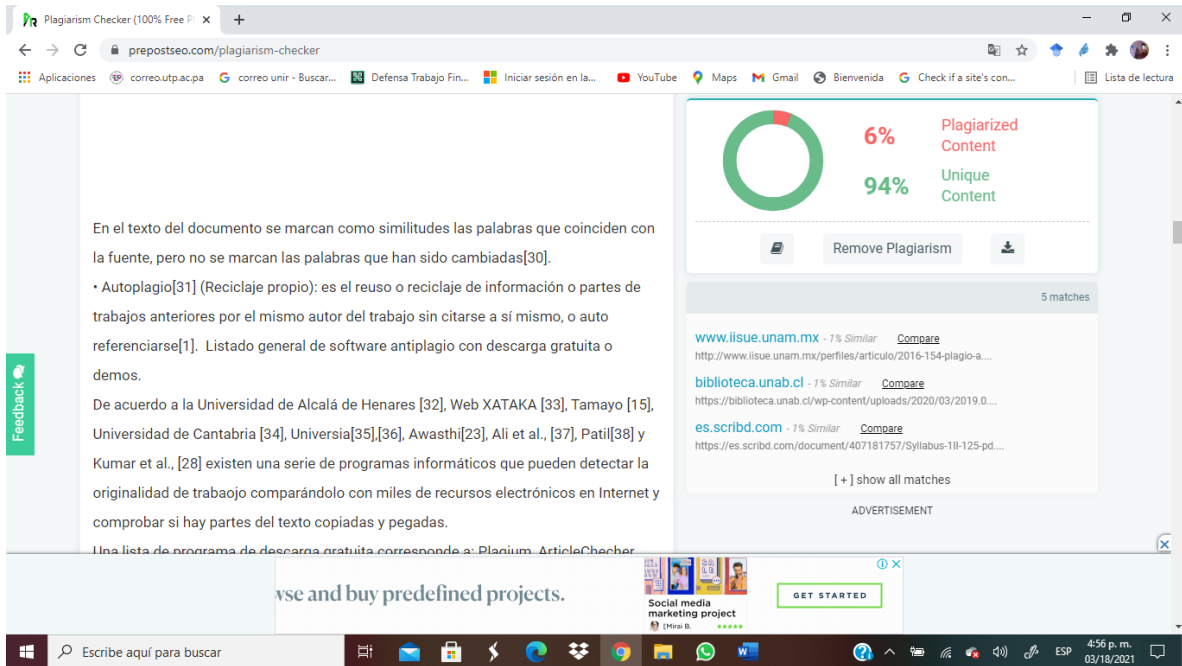 Plagiarism Checker (100% Free P
prepostseo.com/plagiarism-checker
Aplicaciones correo.utp.ac.pa correo unir - Buscar... Defensa Trabajo Fin... Iniciar sesión en la... YouTube Maps Gmail Bienvenida Check if a site's con... Lista de lectura
En el texto del documento se marcan como similitudes las palabras que coinciden con
la fuente, pero no se marcan las palabras que han sido cambiadas[30].
• Autoplagio[31] (Reciclaje propio): es el reuso o reciclaje de información o partes de
trabajos anteriores por el mismo autor del trabajo sin citarse a sí mismo, o auto
referenciarse[1]. Listado general de software antiplagio con descarga gratuita o
demos.
De acuerdo a la Universidad de Alcalá de Henares [32], Web XATAKA [33], Tamayo [15],
Universidad de Cantabria [34], Universia[35],[36], Awasthi[23], Ali et al., [37], Patil[38] y
Kumar et al., [28] existen una serie de programas informáticos que pueden detectar la
originalidad de trabaojo comparándolo con miles de recursos electrónicos en Internet y
comprobar si hay partes del texto copiadas y pegadas.
Una lista de programa de descarga gratuita corresponde a: Plagium, ArticleChecher
6% Plagiarized
Content
94% Unique
Content
Remove Plagiarism
5 matches
www.iisue.unam.mx - 1% Similar Compare
http://www.iisue.unam.mx/perfiles/articulo/2016-154-plagio-a....
biblioteca.unab.cl - 1% Similar Compare
https://biblioteca.unab.cl/wp-content/uploads/2020/03/2019.0....
es.scribd.com - 1% Similar Compare
https://es.scribd.com/document/407181757/Syllabus-1II-125-pd....
[ + ] show all matches
ADVERTISEMENT
Feedback
wse and buy predefined projects.
Social media
marketing project
[Mirai B.
GET STARTED
Escribe aquí para buscar
ESP
4:56 p. m.
03/18/2021